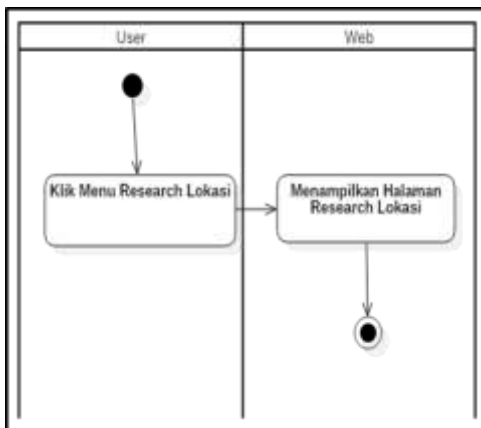 User
Web
Klik Menu Research Lokasi
Menampilkan Halaman
Research Lokasi